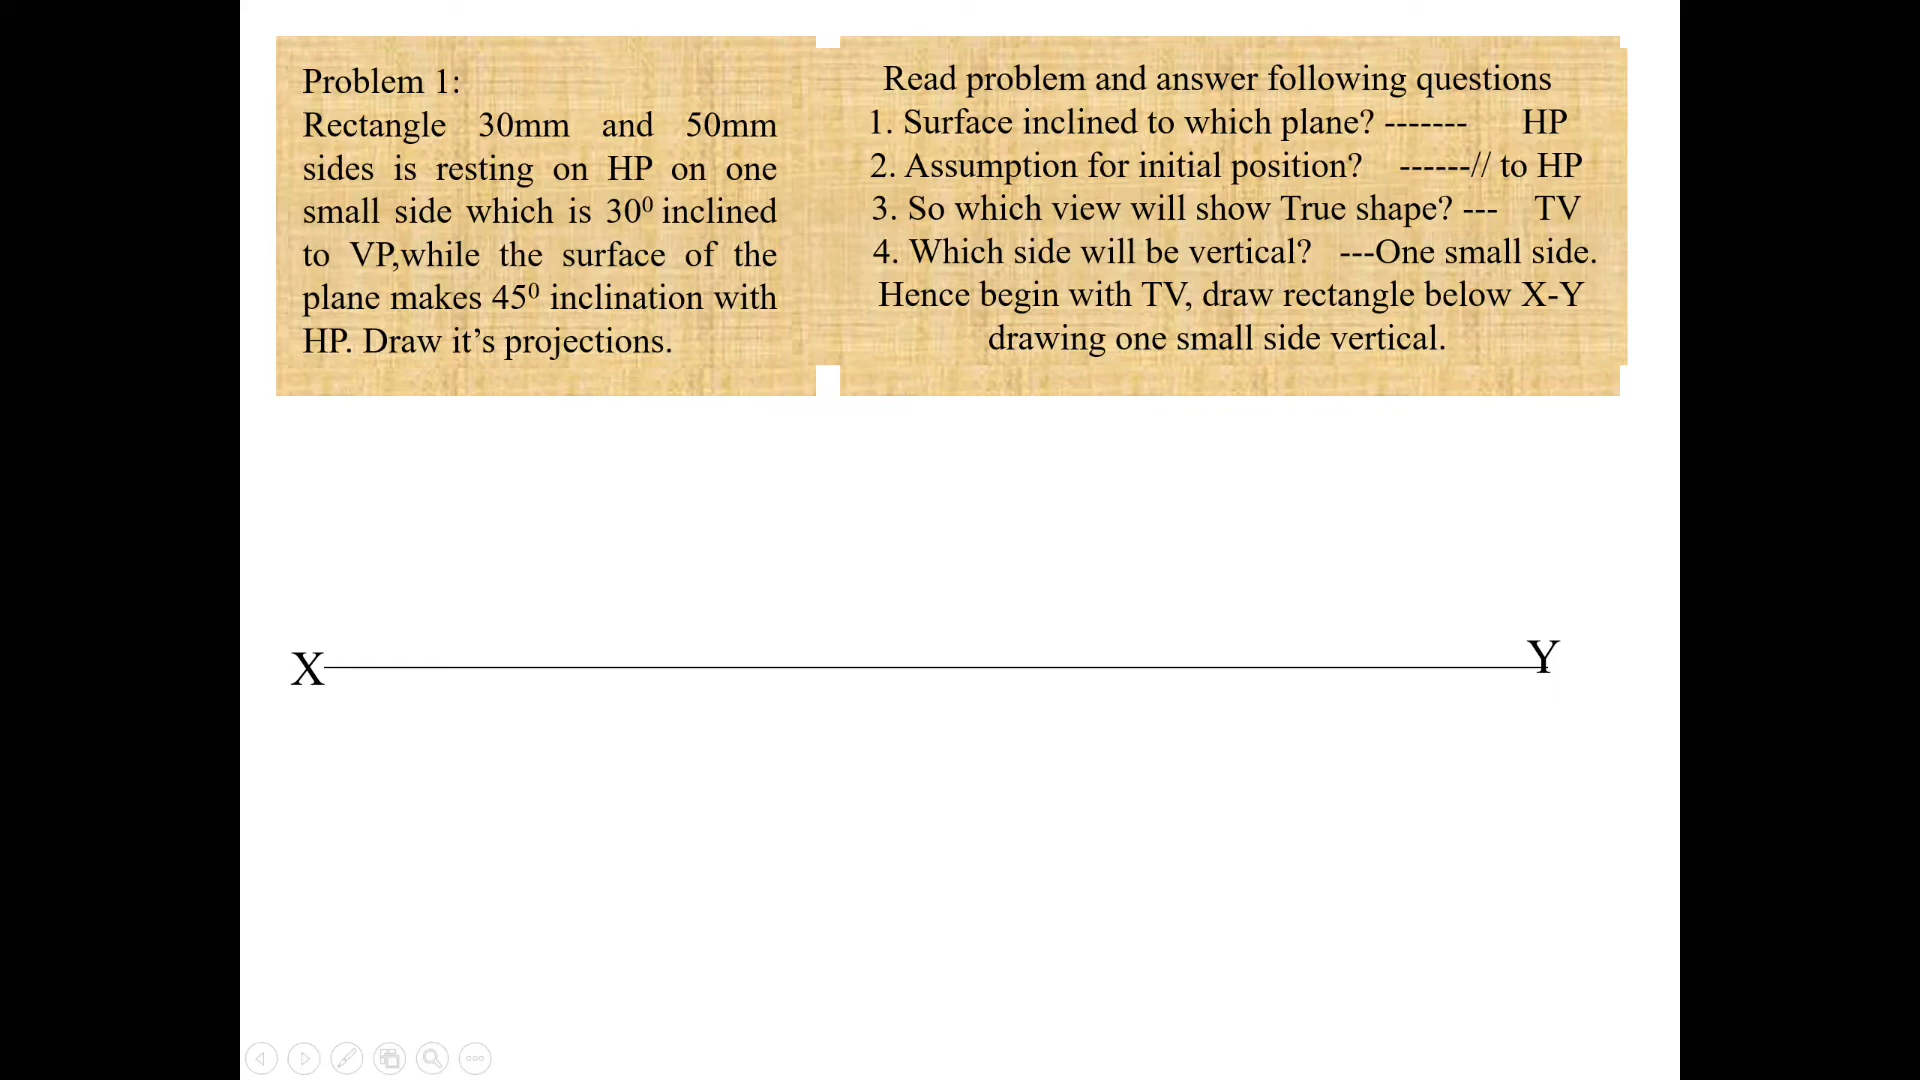 Problem 1:
Rectangle 30mm and 50mm
sides is resting on HP on one
small side which is 30⁰ inclined
to VP,while the surface of the
plane makes 45⁰ inclination with
HP. Draw it’s projections.
Read problem and answer following questions
1. Surface inclined to which plane? ------- HP
2. Assumption for initial position? ------// to HP
3. So which view will show True shape? --- TV
4. Which side will be vertical? ---One small side.
Hence begin with TV, draw rectangle below X-Y
drawing one small side vertical.
X Y